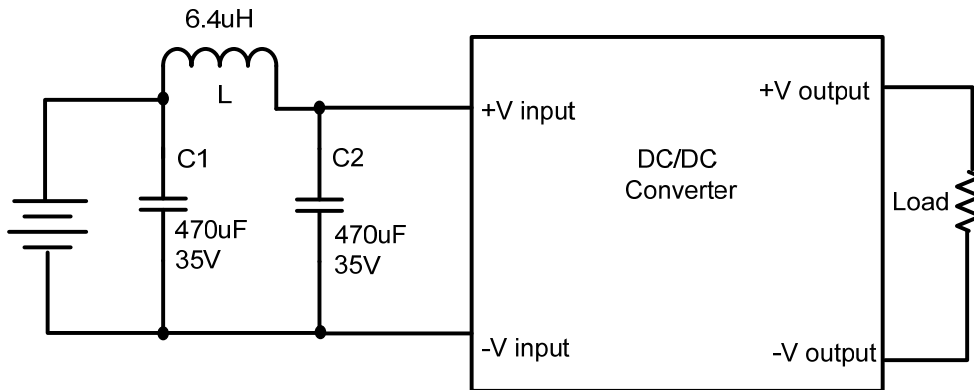 6.4uH
L
C1
470uF
35V
C2
470uF
35V
+V input
-V input
DC/DC
Converter
+V output
-V output
Load